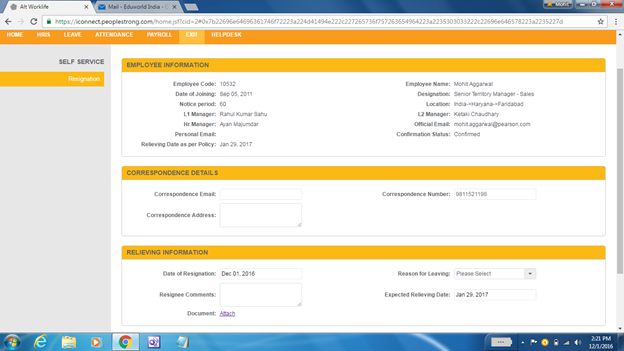 Alt Worklife
Mail - Eduworld India -
Mohit
https://iconnect.peoplestrong.com/home.jsf?cid=2#
HOME HRIS LEAVE ATTENDANCE PAYROLL EXIT HELPDESK
SELF SERVICE
Resignation
EMPLOYEE INFORMATION
Employee Code: 10532 Employee Name: Mohit Aggarwal
Date of Joining: Sep 05, 2011 Designation: Senior Territory Manager - Sales
Notice period: 60 Location: India->Haryana->Faridabad
L1 Manager: Rahul Kumar Sahu L2 Manager: Ketaki Chaudhary
Hr Manager: Ayan Majumdar Official Email: mohit.aggarwal@pearson.com
Personal Email: Confirmation Status: Confirmed
Relieving Date as per Policy: Jan 29, 2017
CORRESPONDENCE DETAILS
Correspondence Email: Correspondence Number: 9811521198
Correspondence Address:
RELIEVING INFORMATION
Date of Resignation: Dec 01, 2016 Reason for Leaving: Please Select
Resignee Comments: Expected Relieving Date: Jan 29, 2017
Document: Attach
2:21 PM
12/1/2016